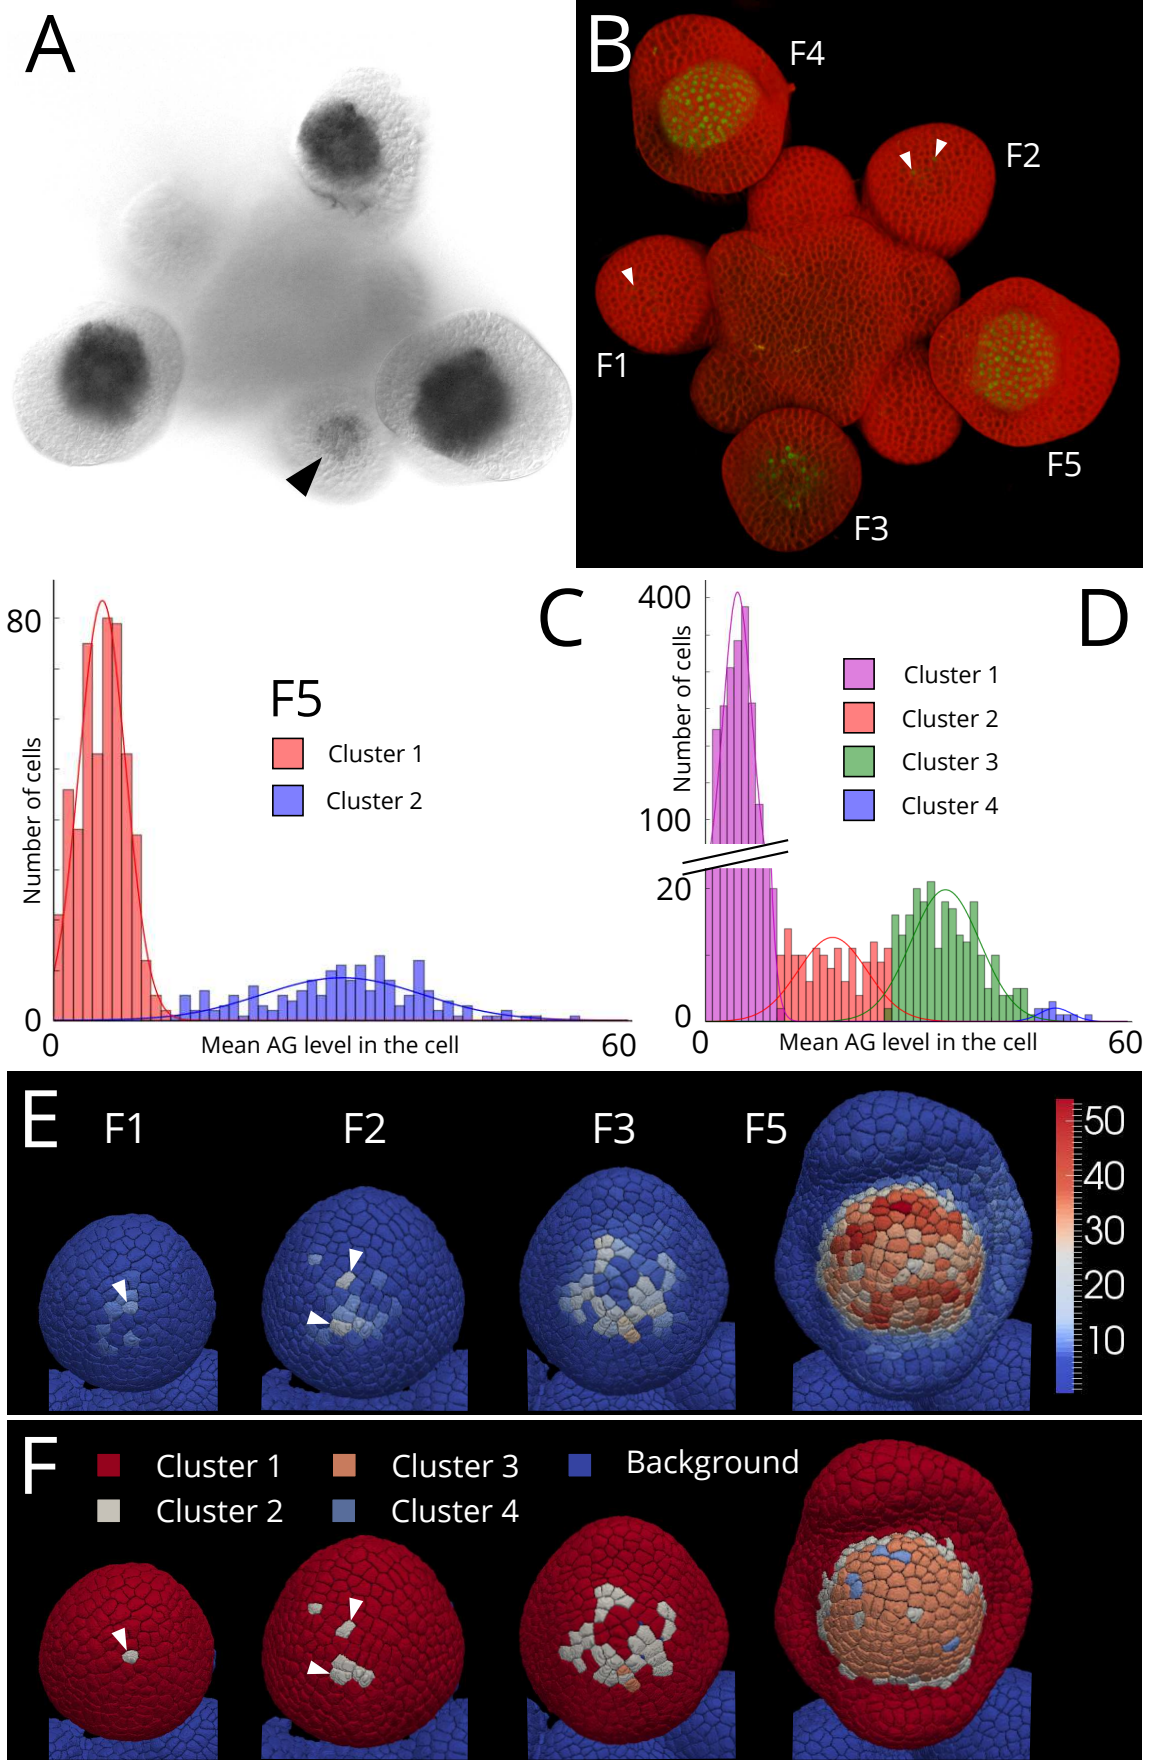 A
B
F4
F2
F1
F5
F3
C
80
Number of cells
F5
Cluster 1
Cluster 2
0
0
Mean AG level in the cell
60
D
400
Number of cells
100
20
0
Cluster 1
Cluster 2
Cluster 3
Cluster 4
0
Mean AG level in the cell
60
E
F1
F2
F3
F5
50
40
30
20
10
F
Cluster 1
Cluster 3
Background
Cluster 2
Cluster 4